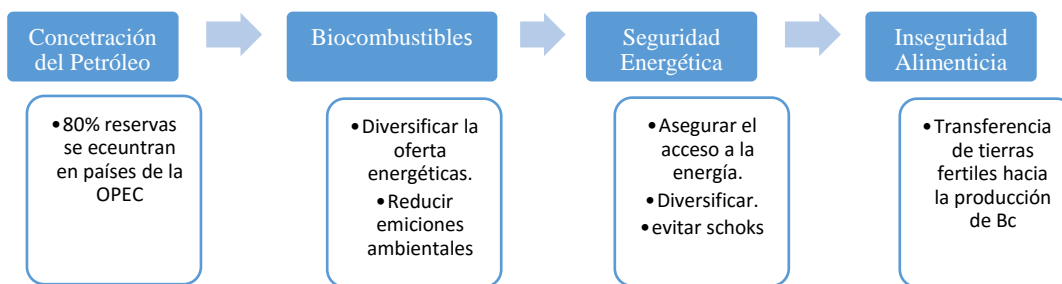 Concetración
del Petróleo
• 80% reservas
se eceuntran
en países de la
OPEC
Biocombustibles
• Diversificar la
oferta
energéticas.
• Reducir
emiciones
ambientales
Seguridad
Energética
• Asegurar el
acceso a la
energía.
• Diversificar.
• evitar schoks
Inseguridad
Alimenticia
• Transferencia
de tierras
fertiles hacia
la producción
de Bc